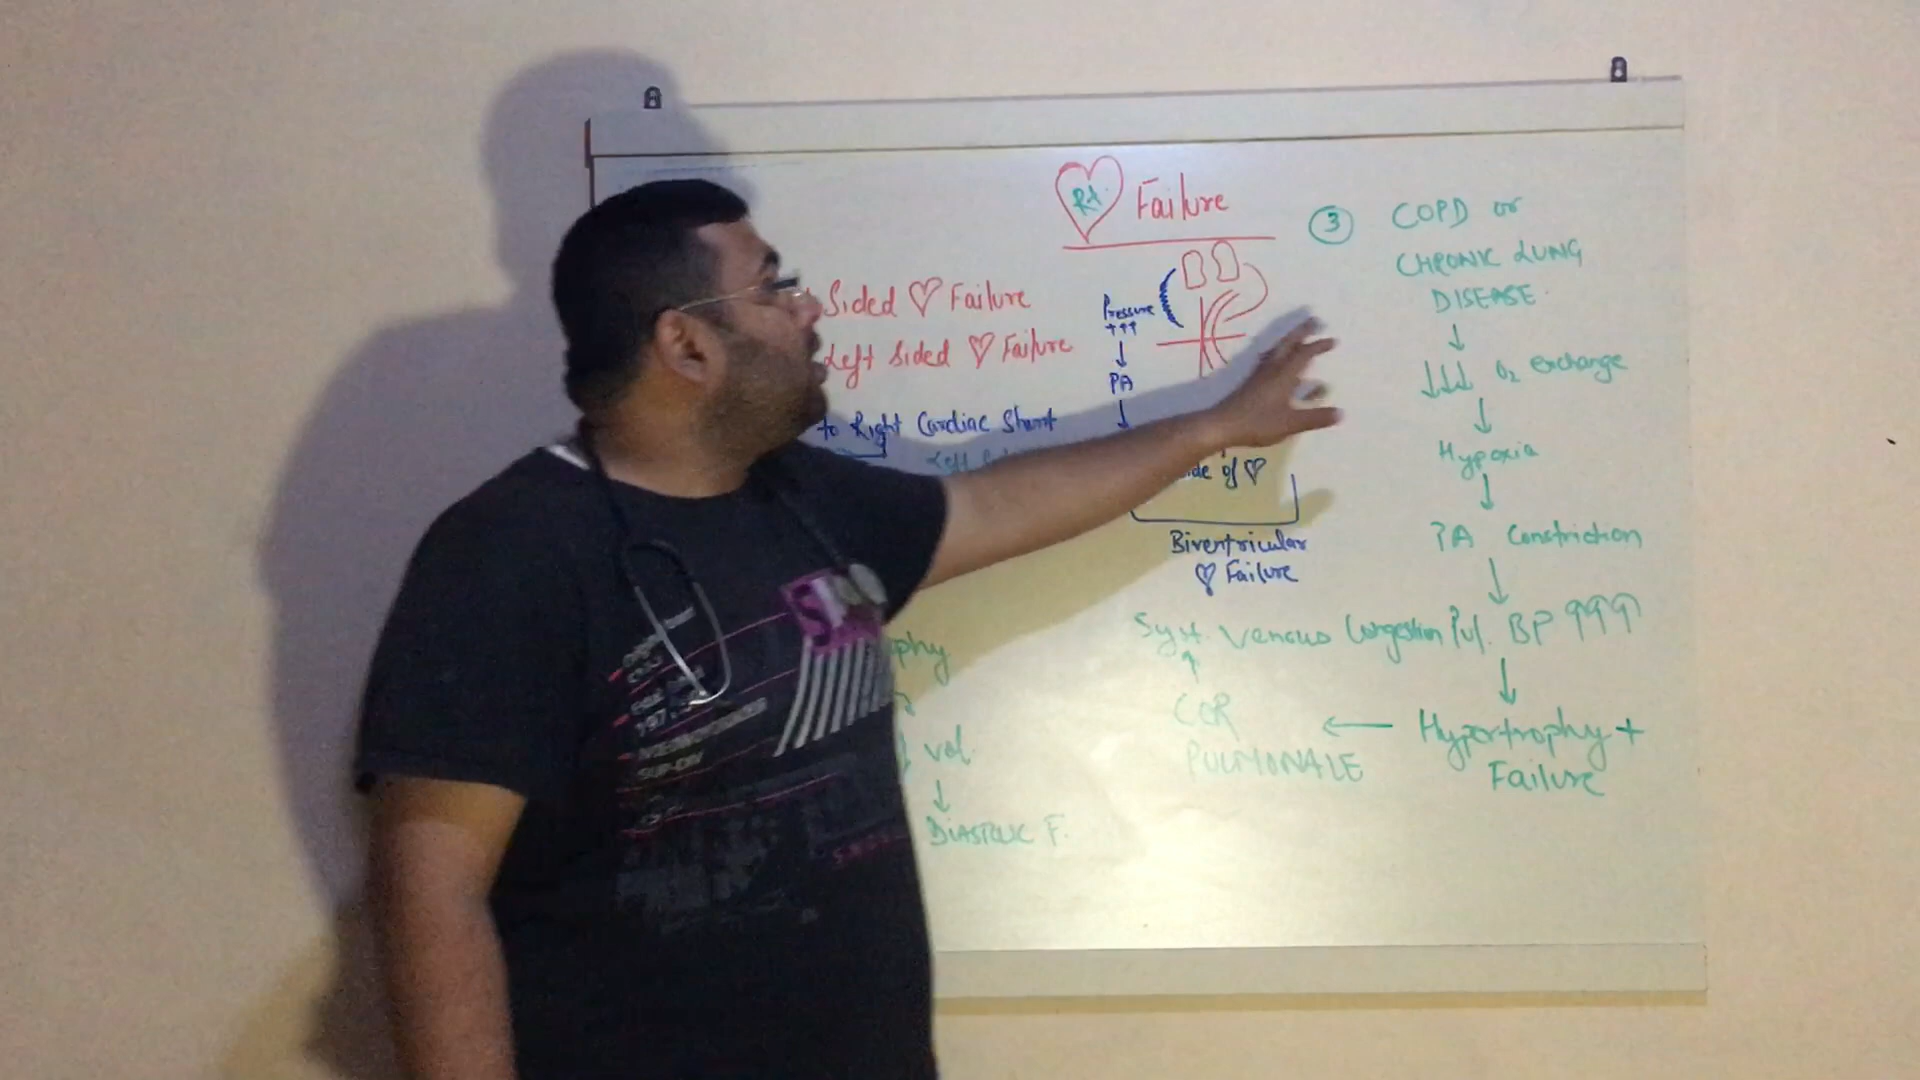 Rt. Failure
Sided ♡ Failure
Left Sided ♡ Failure
to Right Cardiac Shunt
Pressure
↑↑↑
↓
PA
↓
of ♡
Biventricular
♡ Failure
③ COPD or
CHRONIC LUNG
DISEASE.
↓
↓↓↓ O₂ exchange
↓
Hypoxia
↓
PA Constriction
↓
Pul. BP ↑↑↑
↓
Hypertrophy +
Failure
←
COR
PULMONALE
↑
Syst. Venous Congestion
phy
vol.
↓
DIASTOLIC F.